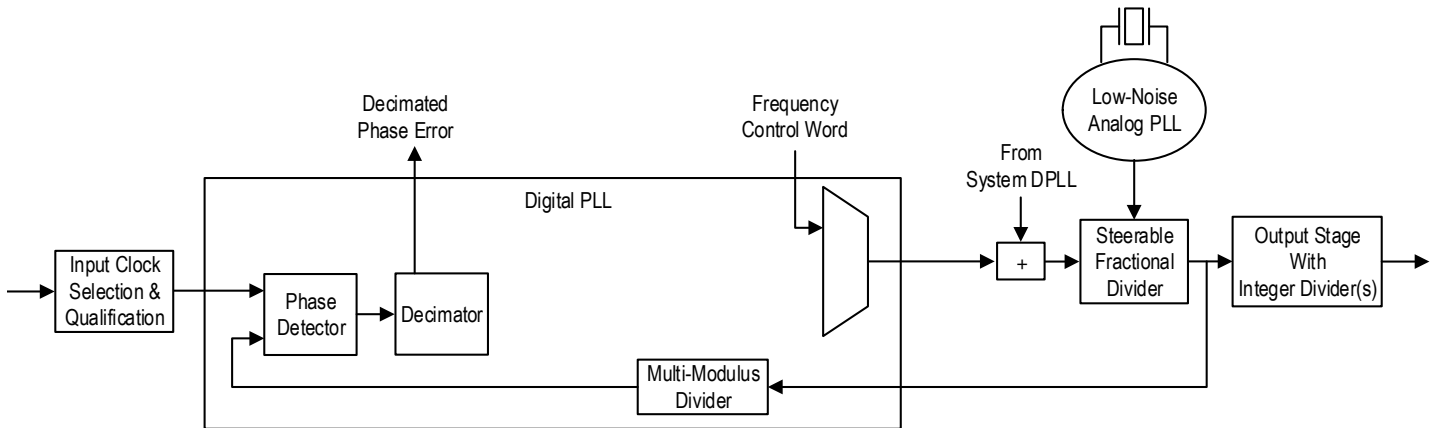 Low-Noise
Analog PLL
Decimated
Phase Error
Frequency
Control Word
From
System DPLL
Digital PLL
Input Clock
Selection &
Qualification
Phase
Detector
Decimator
+
Steerable
Fractional
Divider
Output Stage
With
Integer Divider(s)
Multi-Modulus
Divider